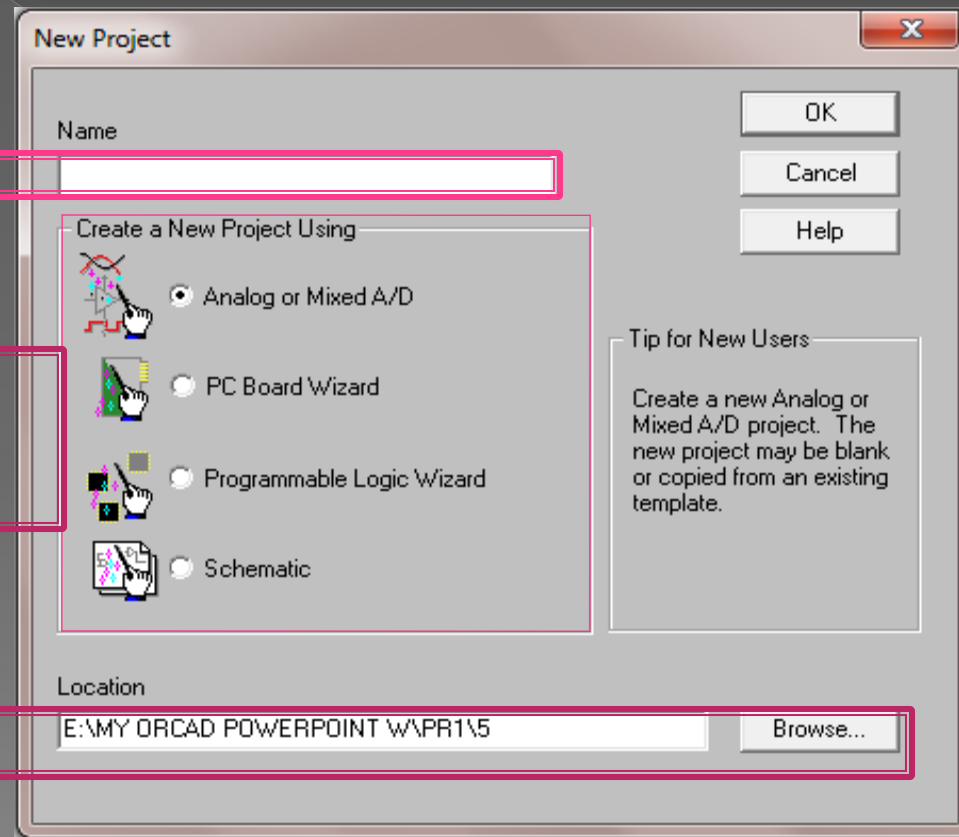 New Project
Name
OK
Cancel
Help
Create a New Project Using
Analog or Mixed A/D
PC Board Wizard
Programmable Logic Wizard
Schematic
Tip for New Users
Create a new Analog or
Mixed A/D project. The
new project may be blank
or copied from an existing
template.
Location
E:\MY ORCAD POWERPOINT W\PR1\5
Browse...